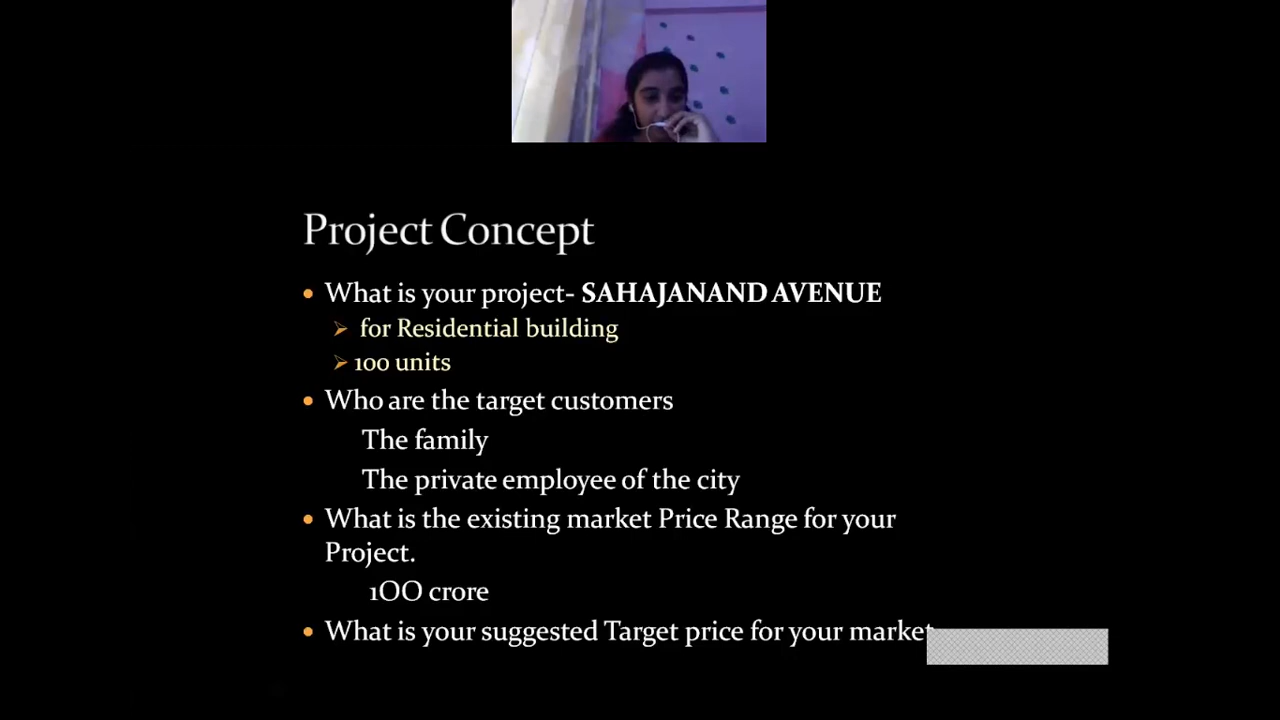 Project Concept
What is your project- SAHAJANAND AVENUE
for Residential building
100 units
Who are the target customers
The family
The private employee of the city
What is the existing market Price Range for your
Project.
1OO crore
What is your suggested Target price for your market